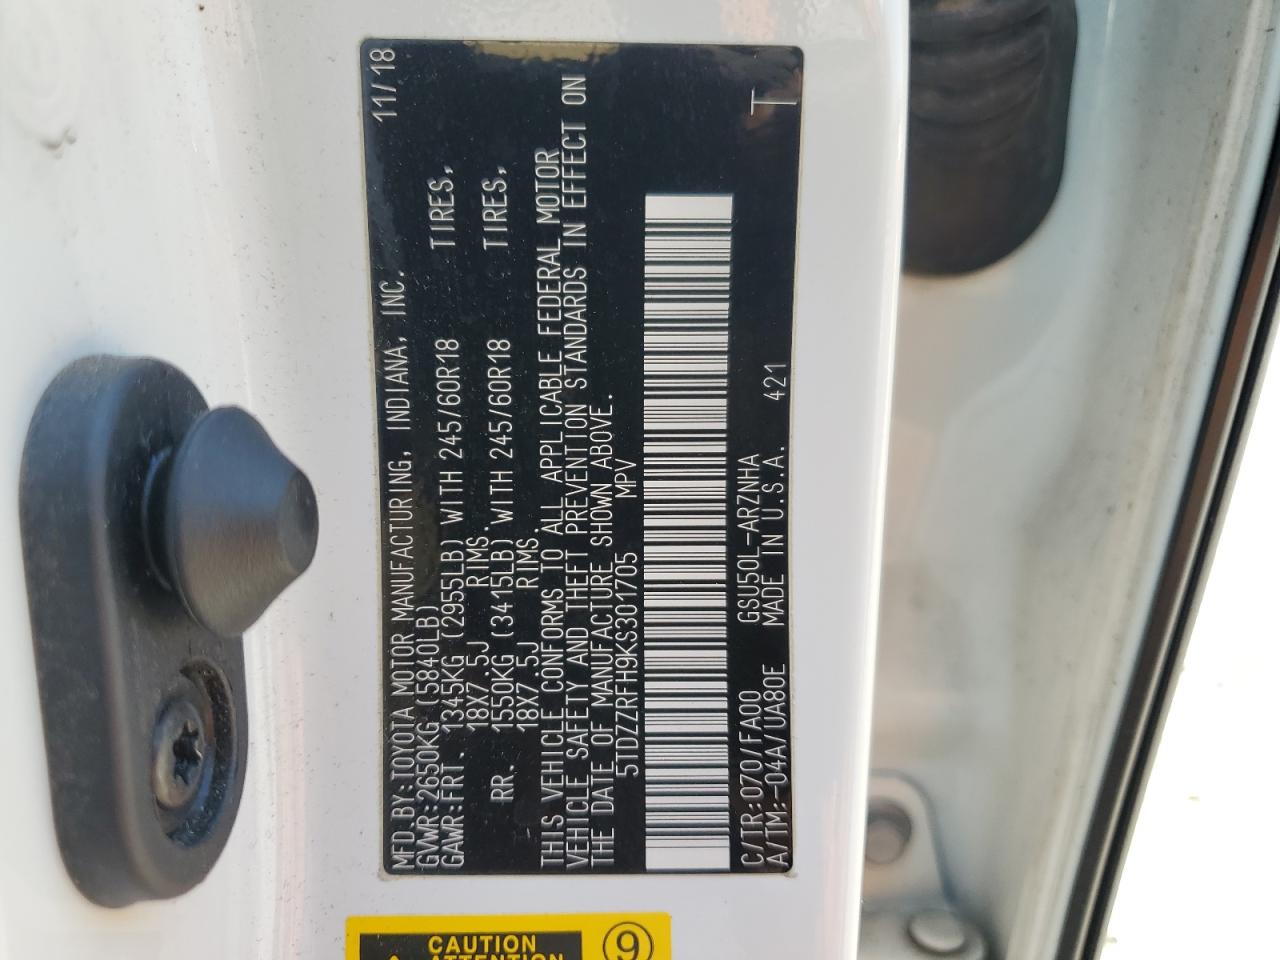 MFD.BY:TOYOTA MOTOR MANUFACTURING, INDIANA, INC. 11/18
GVWR:2650KG (5840LB)
GAWR:FRT. 1345KG (2955LB) WITH 245/60R18 TIRES,
18X7.5J RIMS.
RR. 1550KG (3415LB) WITH 245/60R18 TIRES,
18X7.5J RIMS.
THIS VEHICLE CONFORMS TO ALL APPLICABLE FEDERAL MOTOR
VEHICLE SAFETY AND THEFT PREVENTION STANDARDS IN EFFECT ON
THE DATE OF MANUFACTURE SHOWN ABOVE.
5TDZZRFH9KS301705 MPV
C/TR:070/FA00 GSU50L-ARZNHA T
A/TM:-04A/UA80E MADE IN U.S.A. 421
CAUTION 9
ATTENTION